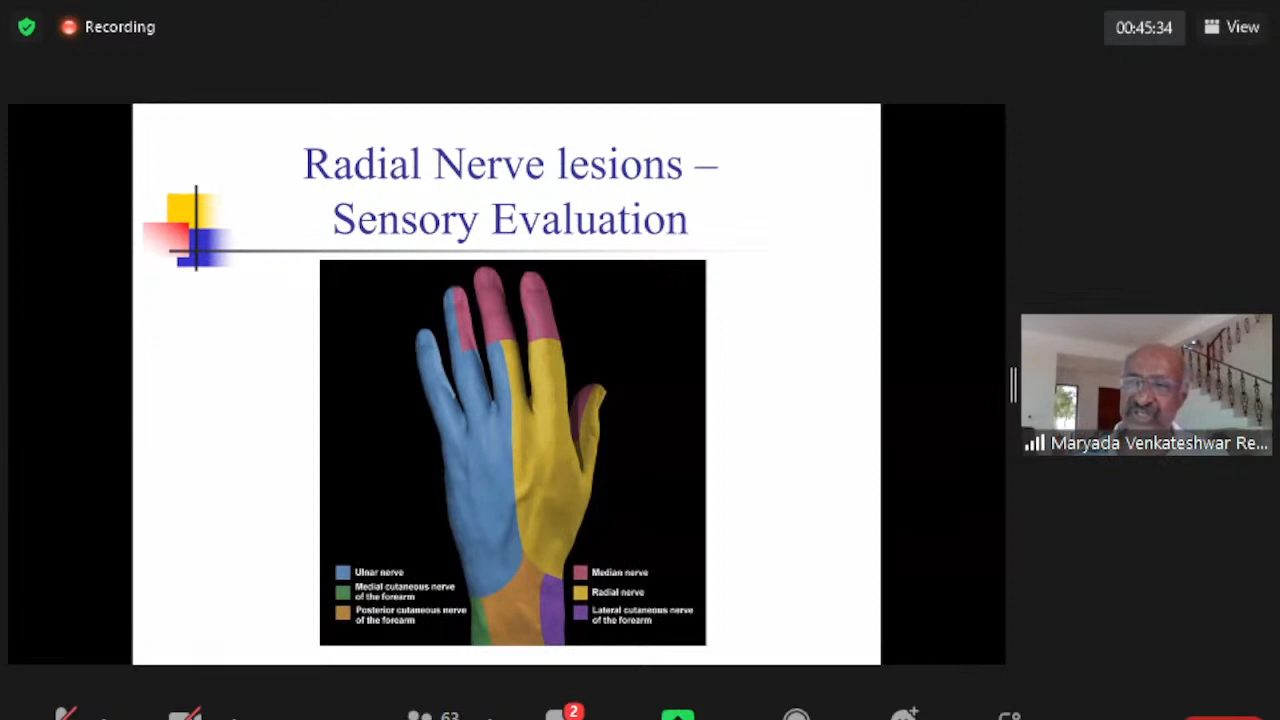 Recording
00:45:34
View
Radial Nerve lesions –
Sensory Evaluation
Ulnar nerve
Medial cutaneous nerve
of the forearm
Posterior cutaneous nerve
of the forearm
Median nerve
Radial nerve
Lateral cutaneous nerve
of the forearm
Maryada Venkateshwar Re...
63
2